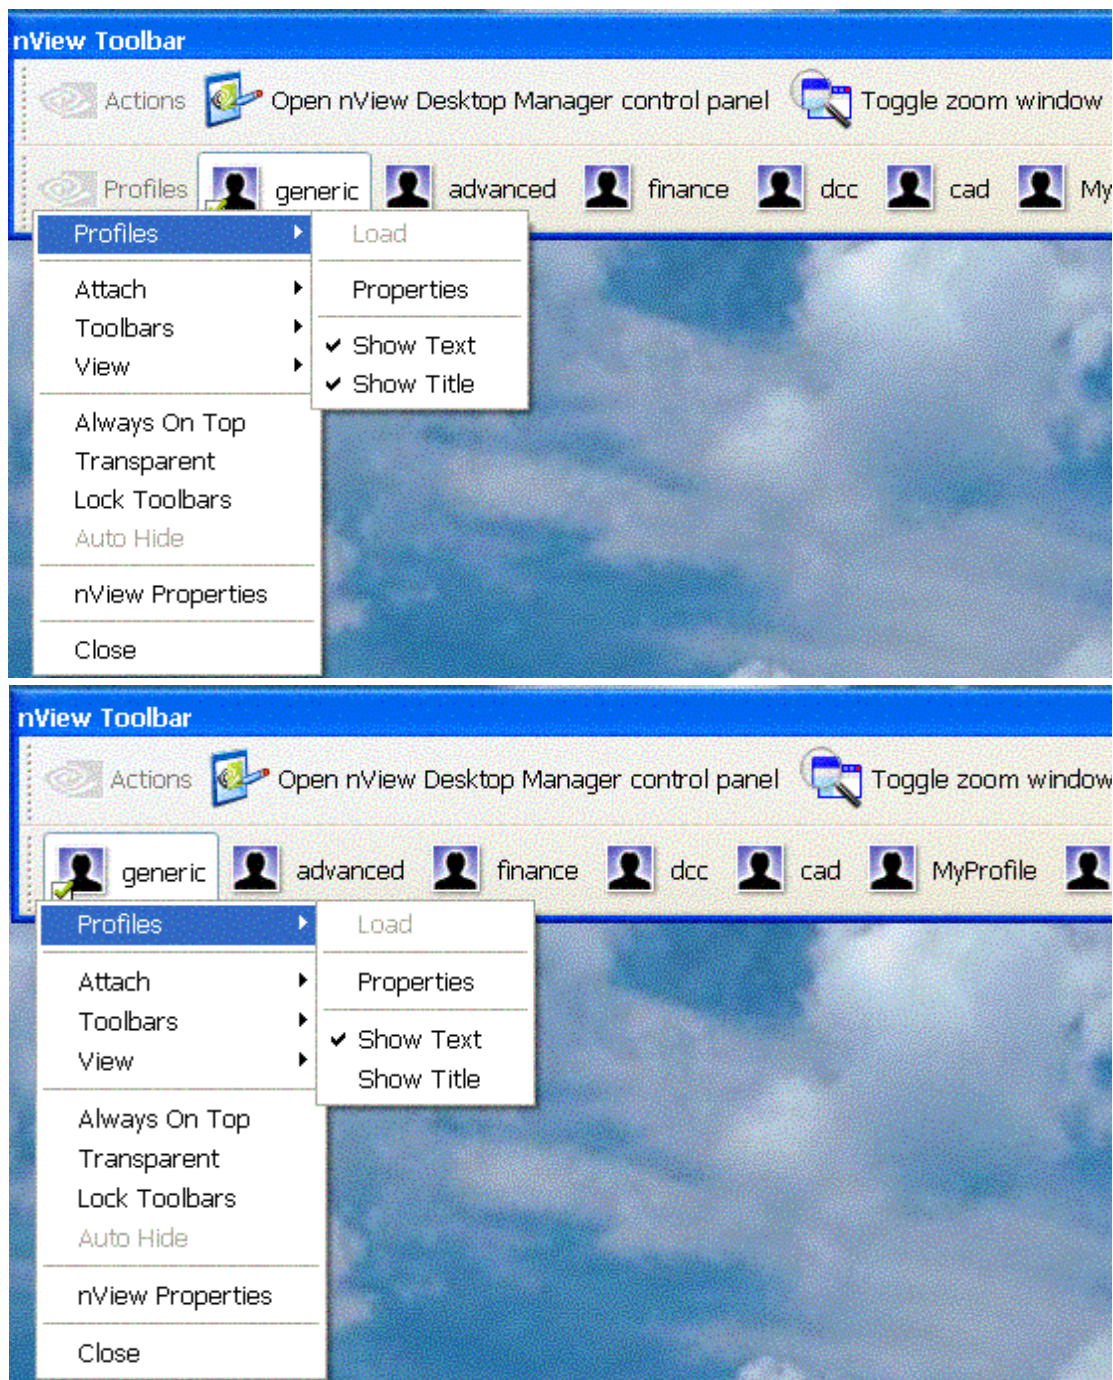 nView Toolbar
Actions Open nView Desktop Manager control panel Toggle zoom window
Profiles generic advanced finance dcc cad My
Profiles Load
Attach Properties
Toolbars Show Text
View Show Title
Always On Top
Transparent
Lock Toolbars
Auto Hide
nView Properties
Close
nView Toolbar
Actions Open nView Desktop Manager control panel Toggle zoom window
generic advanced finance dcc cad MyProfile
Profiles Load
Attach Properties
Toolbars Show Text
View Show Title
Always On Top
Transparent
Lock Toolbars
Auto Hide
nView Properties
Close